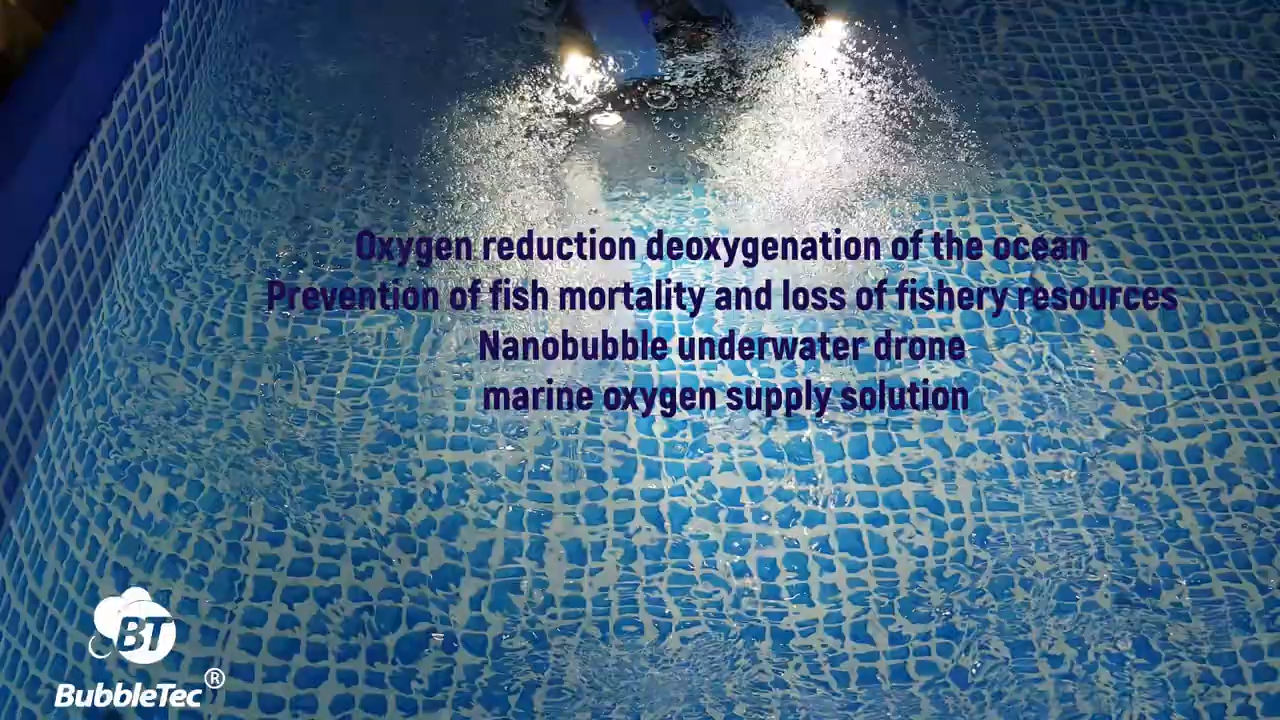 Oxygen reduction deoxygenation of the ocean
Prevention of fish mortality and loss of fishery resources
Nanobubble underwater drone
marine oxygen supply solution
BT
BubbleTec®